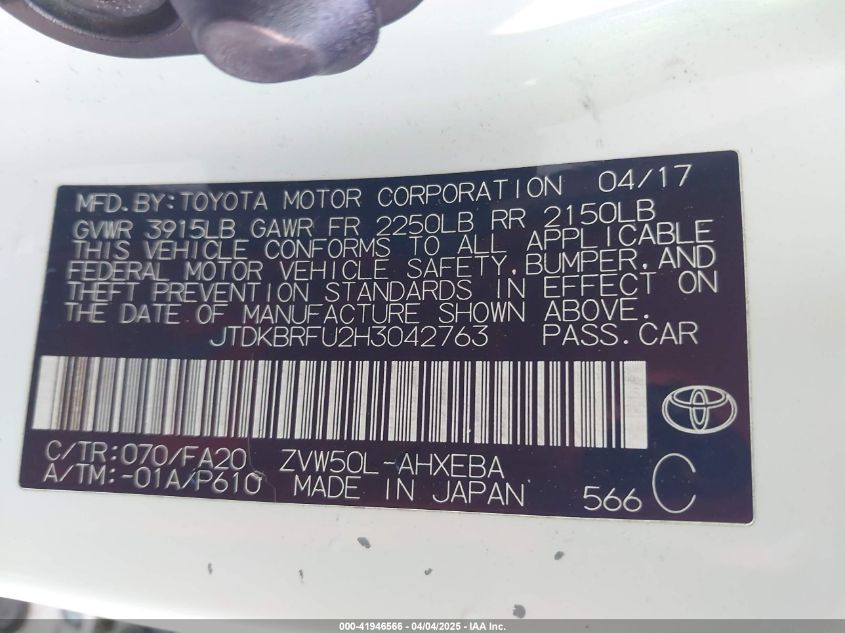 MFD.BY:TOYOTA MOTOR CORPORATION 04/17
GVWR 3915LB GAWR FR 2250LB RR 2150LB
THIS VEHICLE CONFORMS TO ALL APPLICABLE
FEDERAL MOTOR VEHICLE SAFETY,BUMPER,AND
THEFT PREVENTION STANDARDS IN EFFECT ON
THE DATE OF MANUFACTURE SHOWN ABOVE.
JTDKBRFU2H3042763 PASS.CAR
C/TR:070/FA20 ZVW50L-AHXEBA
A/TM:-01A/P610 MADE IN JAPAN 566 C
000-41946566 - 04/04/2025 - IAA Inc.